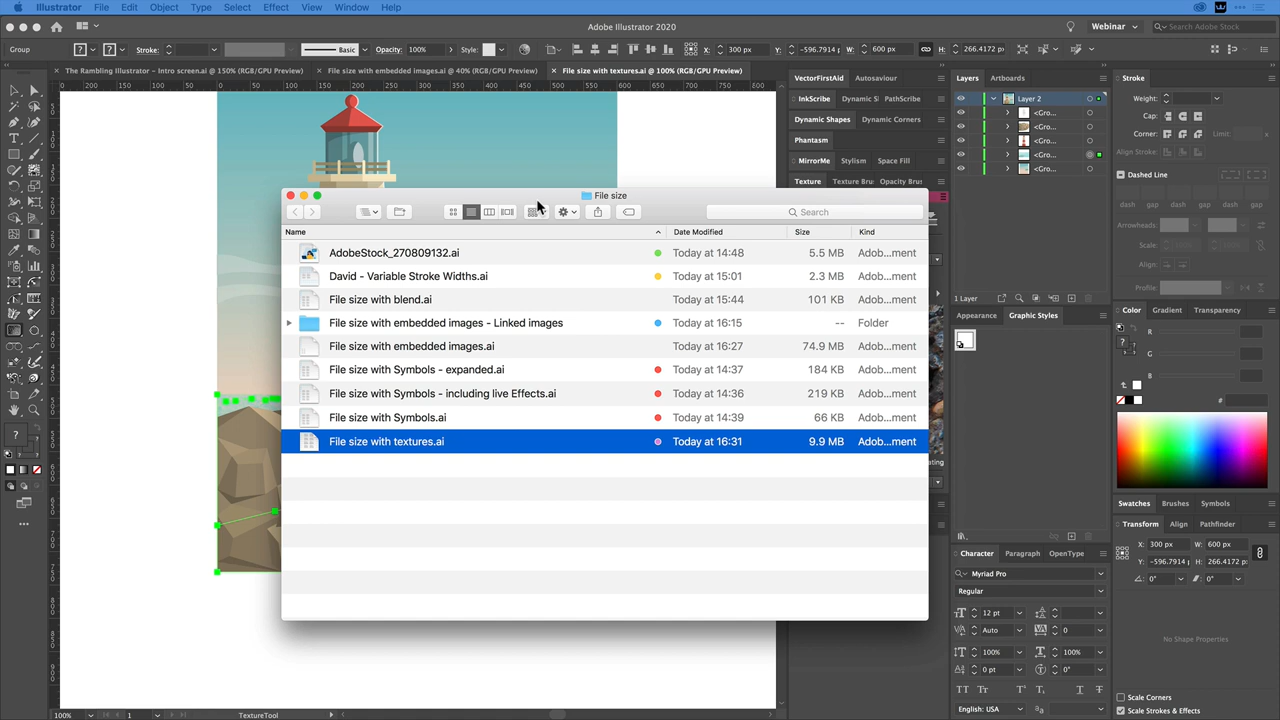 Illustrator File Edit Object Type Select Effect View Window Help
Adobe Illustrator 2020
Webinar
Search Adobe Stock
Group
Stroke:
Basic
Opacity: 100%
Style:
X: 300 px
Y: -596.7914
W: 600 px
H: 266.4172 px
The Rambling Illustrator - Intro screen.ai @ 150% (RGB/GPU Preview)
File size with embedded images.ai @ 40% (RGB/GPU Preview)
File size with textures.ai @ 100% (RGB/GPU Preview)
VectorFirstAid Autosaviour
InkScribe Dynamic S PathScribe
Dynamic Shapes Dynamic Corners
Phantasm
MirrorMe Stylism Space Fill
Texture Texture Bru Opacity Brus
Layers Artboards
Layer 2
<Gro...
<Gro...
<Gro...
<Gro...
<Gro...
1 Layer
Appearance Graphic Styles
Stroke
Weight:
Cap:
Corner: Limit:
Align Stroke:
Dashed Line
dash gap dash gap dash gap
Arrowheads:
Scale:
Align:
Profile:
Color Gradient Transparency
R
G
B
#
Swatches Brushes Symbols
Transform Align Pathfinder
X: 300 px W: 600 px
Y: -596.7914 p H: 266.4172 p
0° 0°
No Shape Properties
Scale Corners
Scale Strokes & Effects
Character Paragraph OpenType
Myriad Pro
Regular
12 pt
Auto 0
100% 100%
0 pt 0°
English: USA
File size
Search
Name Date Modified Size Kind
AdobeStock_270809132.ai Today at 14:48 5.5 MB Adob...ment
David - Variable Stroke Widths.ai Today at 15:01 2.3 MB Adob...ment
File size with blend.ai Today at 15:44 101 KB Adob...ment
File size with embedded images - Linked images Today at 16:15 -- Folder
File size with embedded images.ai Today at 16:27 74.9 MB Adob...ment
File size with Symbols - expanded.ai Today at 14:37 184 KB Adob...ment
File size with Symbols - including live Effects.ai Today at 14:36 219 KB Adob...ment
File size with Symbols.ai Today at 14:39 66 KB Adob...ment
File size with textures.ai Today at 16:31 9.9 MB Adob...ment
100% 1 TextureTool